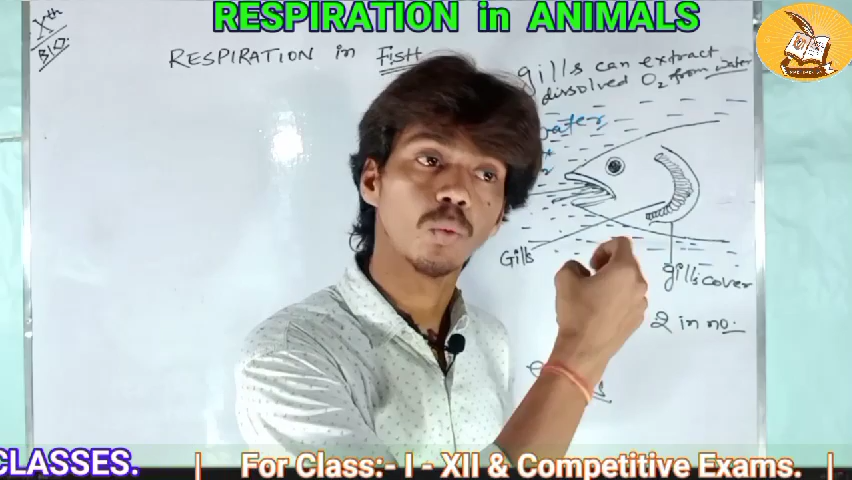 RESPIRATION in ANIMALS
Xth
BIO.
RESPIRATION in FISH
gills can extract
dissolved O2 from water
water
Gills
gills cover
2 in no.
CLASSES. | For Class:- I - XII & Competitive Exams. |